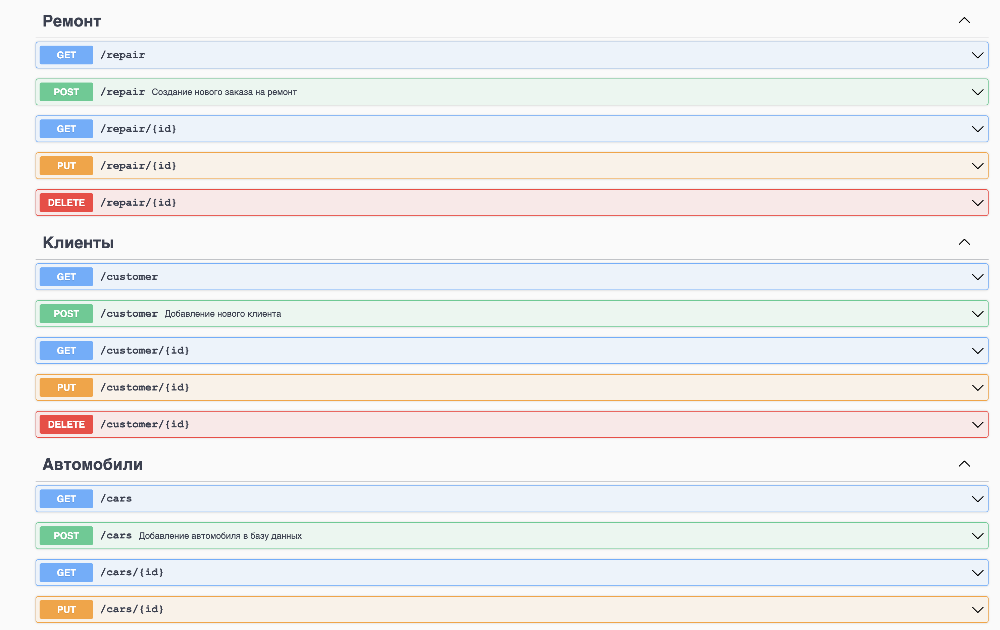 Ремонт
GET /repair
POST /repair Создание нового заказа на ремонт
GET /repair/{id}
PUT /repair/{id}
DELETE /repair/{id}
Клиенты
GET /customer
POST /customer Добавление нового клиента
GET /customer/{id}
PUT /customer/{id}
DELETE /customer/{id}
Автомобили
GET /cars
POST /cars Добавление автомобиля в базу данных
GET /cars/{id}
PUT /cars/{id}